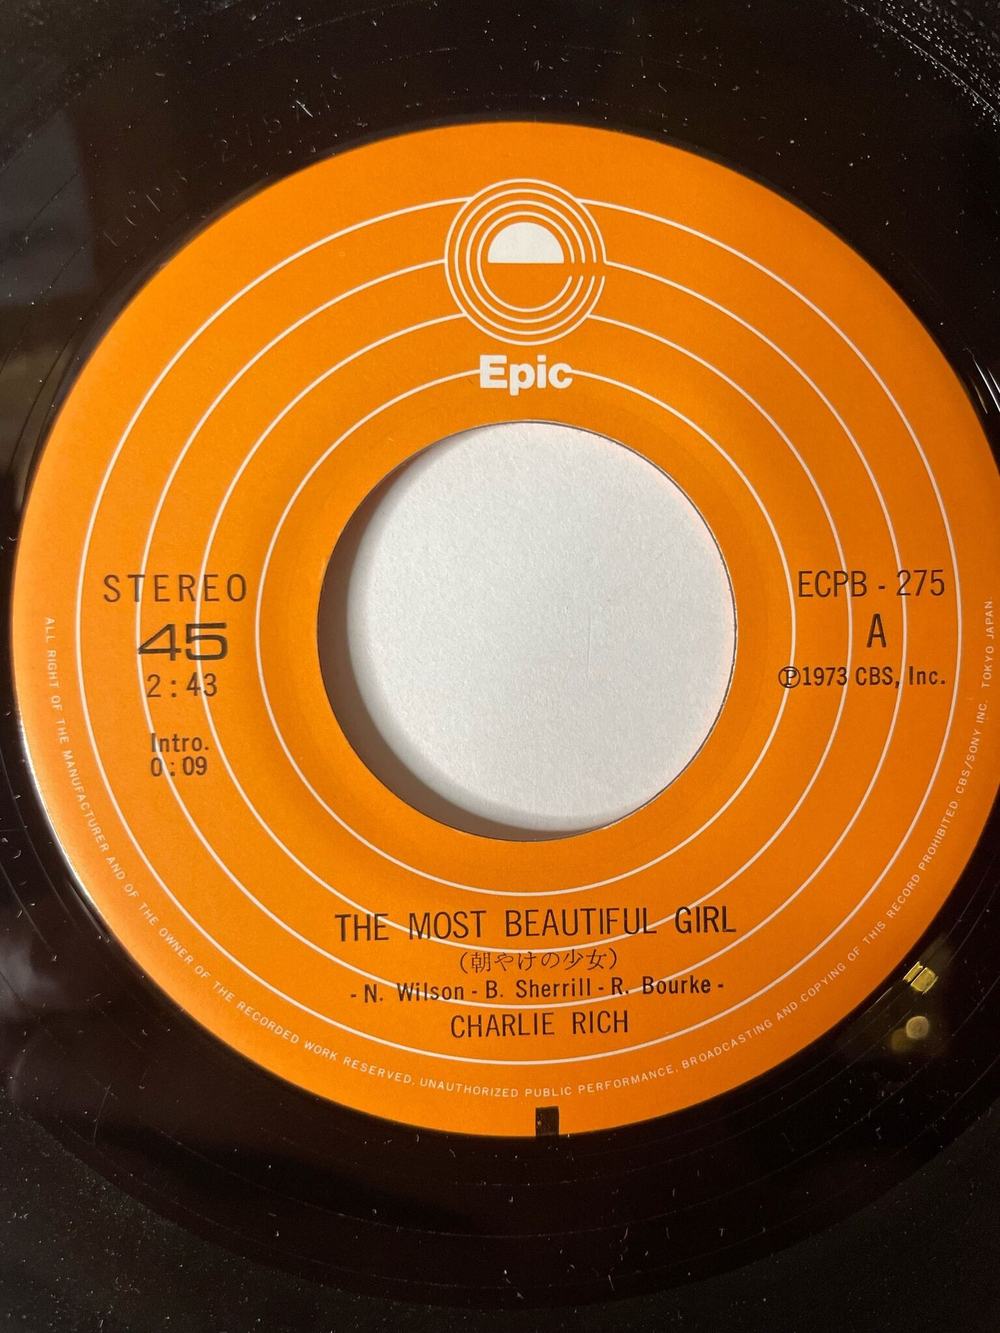 Epic
STEREO
45
2:43
Intro.
0:09
ECPB - 275
A
Ⓟ1973 CBS, Inc.
THE MOST BEAUTIFUL GIRL
(朝やけの少女)
- N. Wilson - B. Sherrill - R. Bourke -
CHARLIE RICH
ALL RIGHT OF THE MANUFACTURER AND OF THE OWNER OF THE RECORDED WORK RESERVED. UNAUTHORIZED PUBLIC PERFORMANCE, BROADCASTING AND COPYING OF THIS RECORD PROHIBITED. CBS/SONY INC. TOKYO JAPAN.